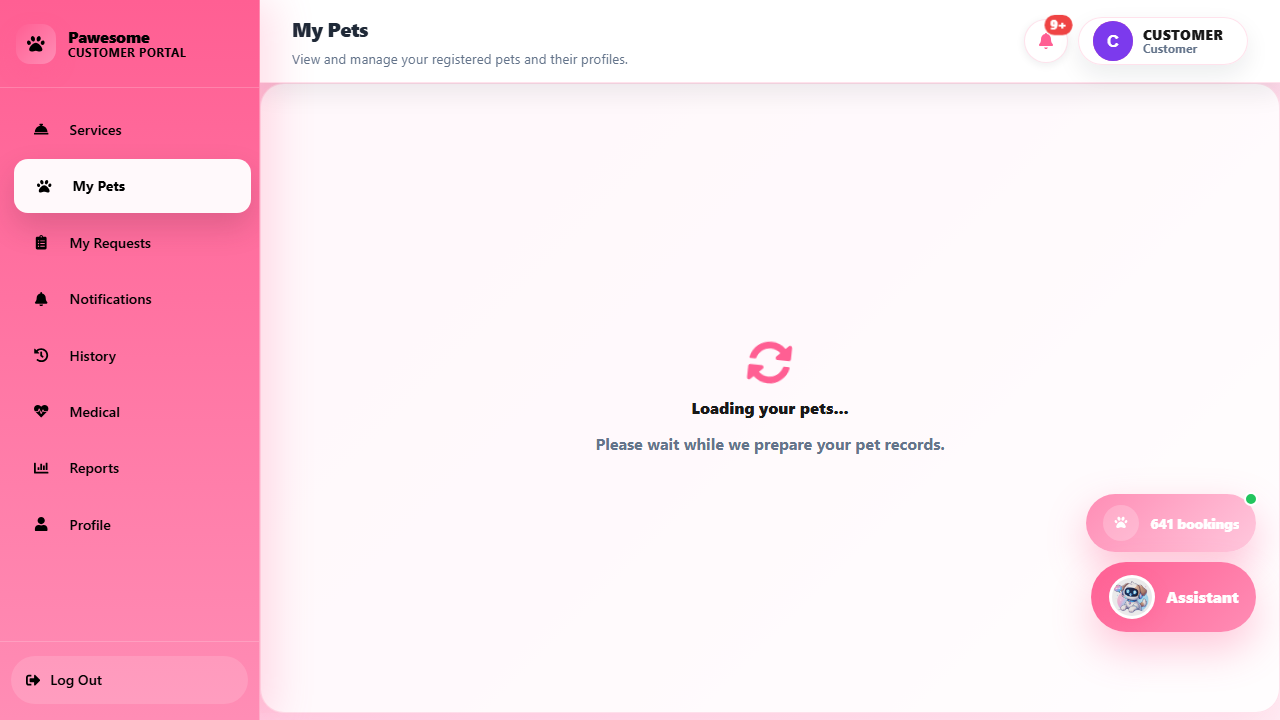 Pawesome
CUSTOMER PORTAL
Services
My Pets
My Requests
Notifications
History
Medical
Reports
Profile
Log Out
My Pets
View and manage your registered pets and their profiles.
9+
C
CUSTOMER
Customer
Loading your pets...
Please wait while we prepare your pet records.
641 bookings
Assistant